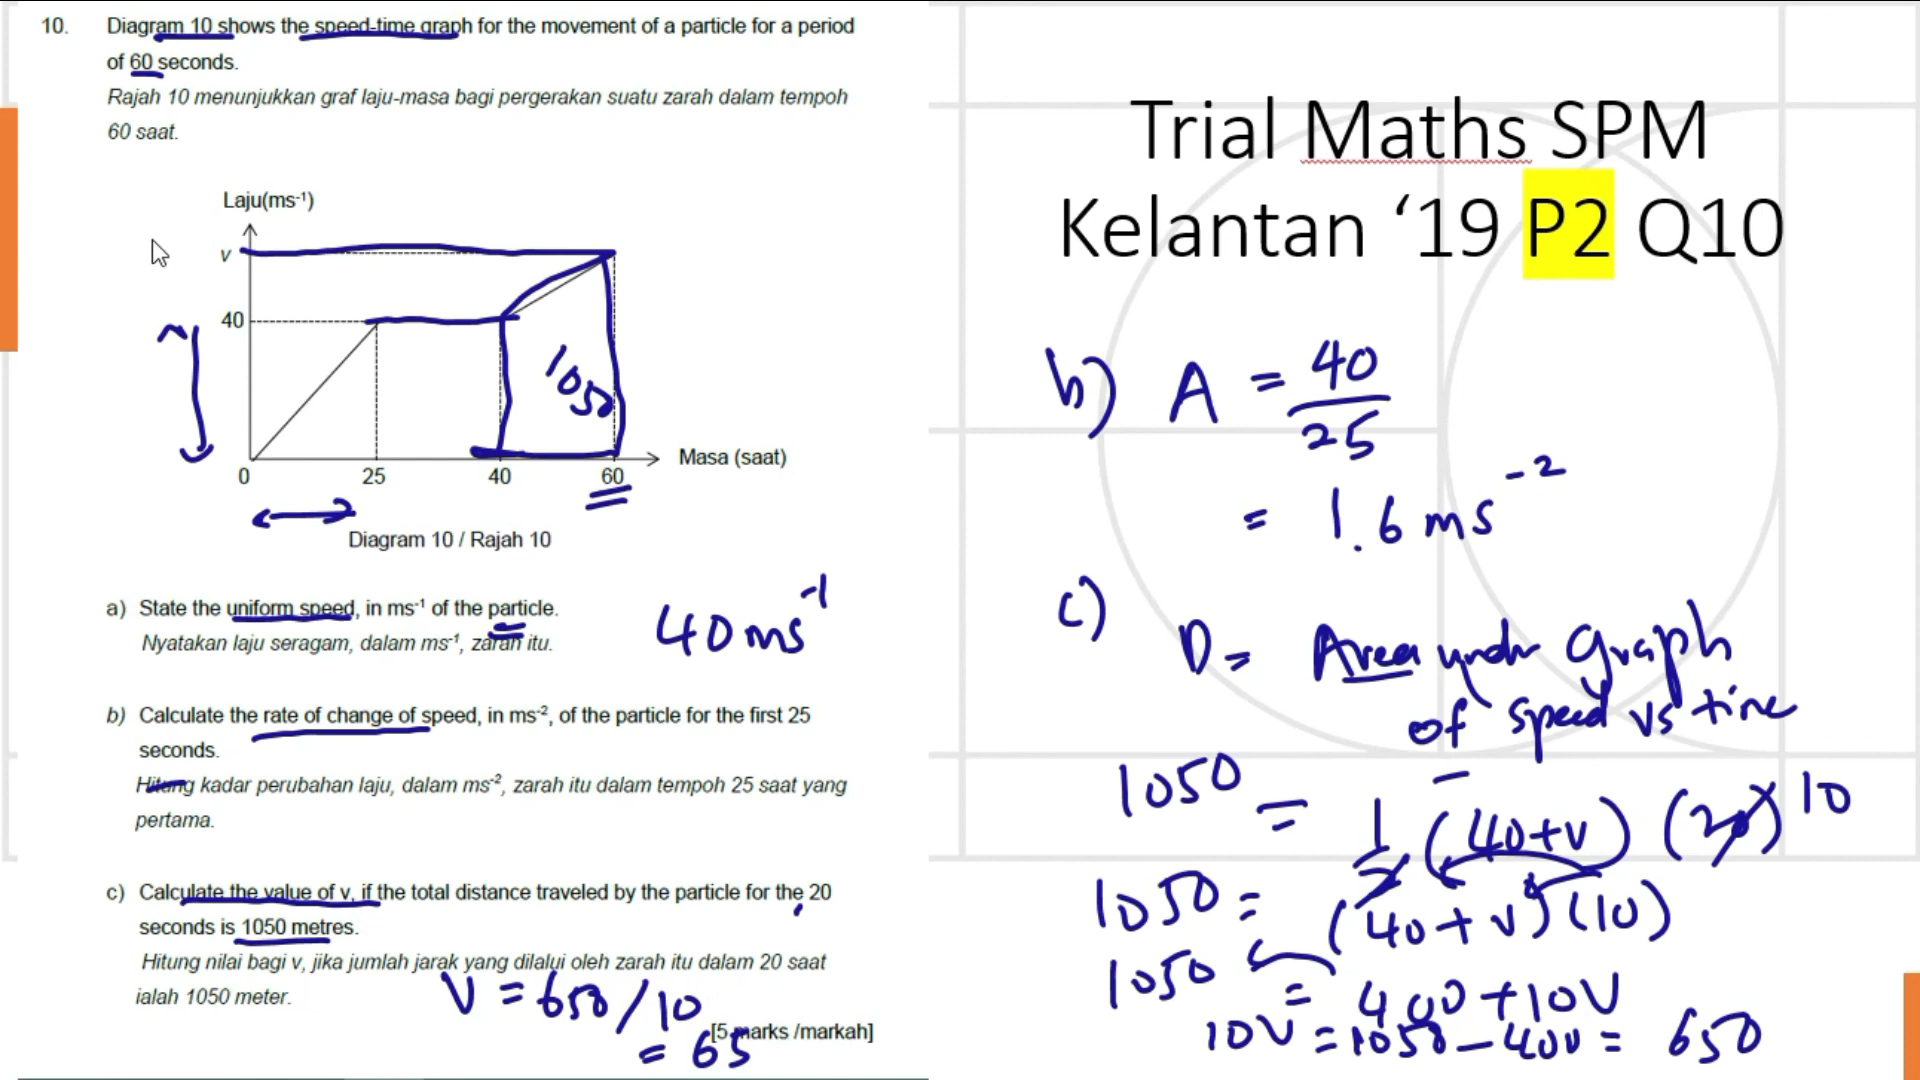 10. Diagram 10 shows the speed-time graph for the movement of a particle for a period
of 60 seconds.
Rajah 10 menunjukkan graf laju-masa bagi pergerakan suatu zarah dalam tempoh
60 saat.
Laju(ms⁻¹)
v
40
1050
0 25 40 60 Masa (saat)
Diagram 10 / Rajah 10
a) State the uniform speed, in ms⁻¹ of the particle.
Nyatakan laju seragam, dalam ms⁻¹, zarah itu.
40 ms⁻¹
b) Calculate the rate of change of speed, in ms⁻², of the particle for the first 25
seconds.
Hitung kadar perubahan laju, dalam ms⁻², zarah itu dalam tempoh 25 saat yang
pertama.
c) Calculate the value of v, if the total distance traveled by the particle for the 20
seconds is 1050 metres.
Hitung nilai bagi v, jika jumlah jarak yang dilalui oleh zarah itu dalam 20 saat
ialah 1050 meter.
V = 650/10
= 65
[5 marks /markah]
Trial Maths SPM
Kelantan ‘19 P2 Q10
b) A = 40/25
= 1.6 ms⁻²
c)
D = Area under graph
of speed vs time
1050 = 1/2 (40+v) (20) 10
1050 = (40+v)(10)
1050 = 400 + 10V
10V = 1050 - 400 = 650